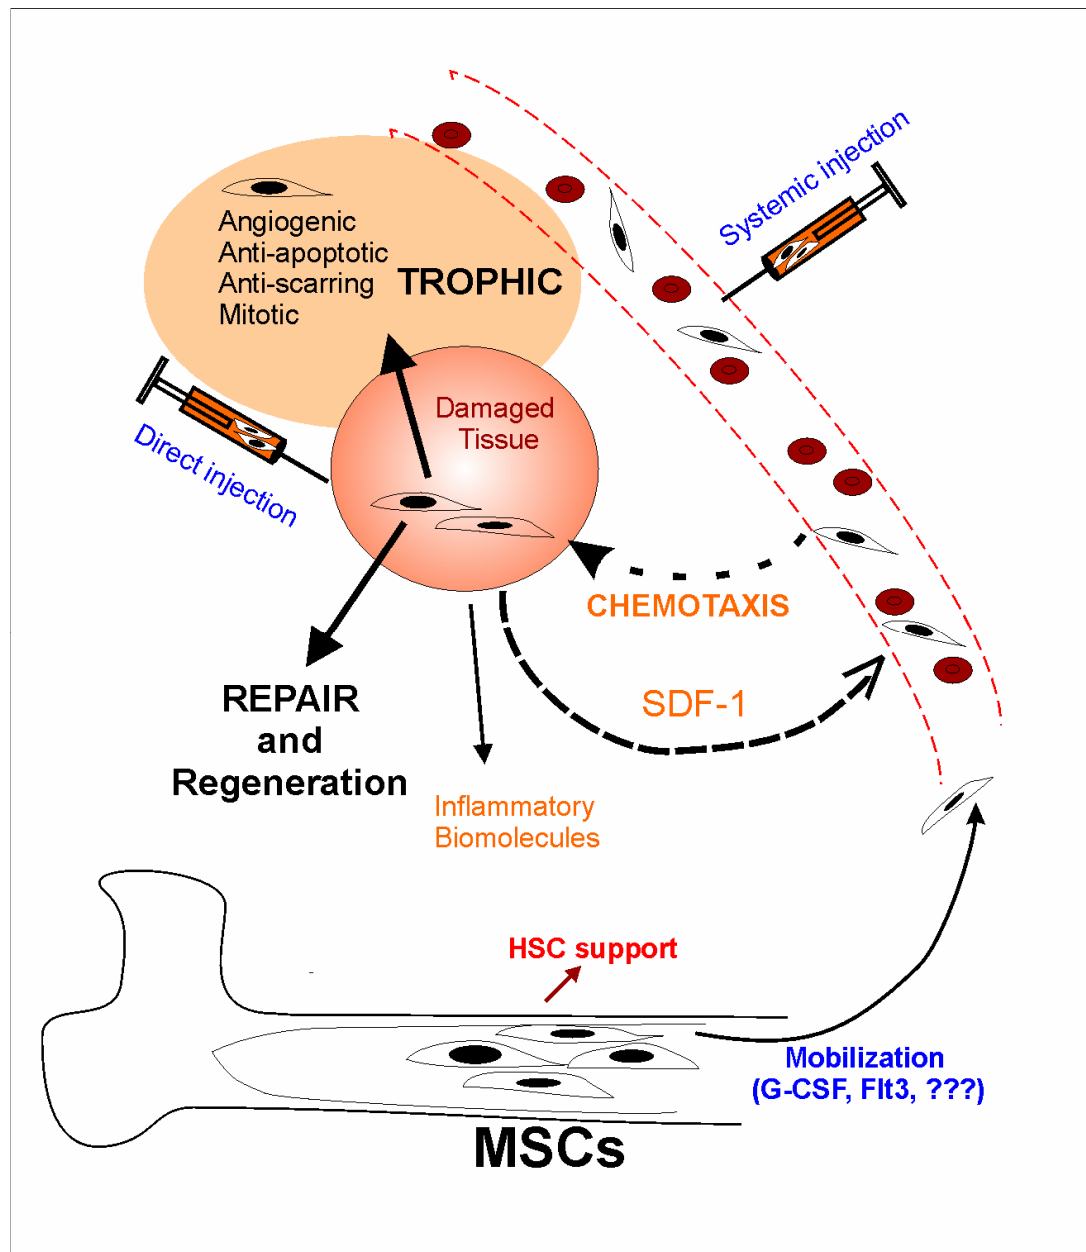 Systemic injection
Angiogenic
Anti-apoptotic
Anti-scarring
Mitotic
TROPHIC
Damaged
Tissue
Direct injection
CHEMOTAXIS
SDF-1
REPAIR
and
Regeneration
Inflammatory
Biomolecules
HSC support
Mobilization
(G-CSF, Flt3, ???)
MSCs